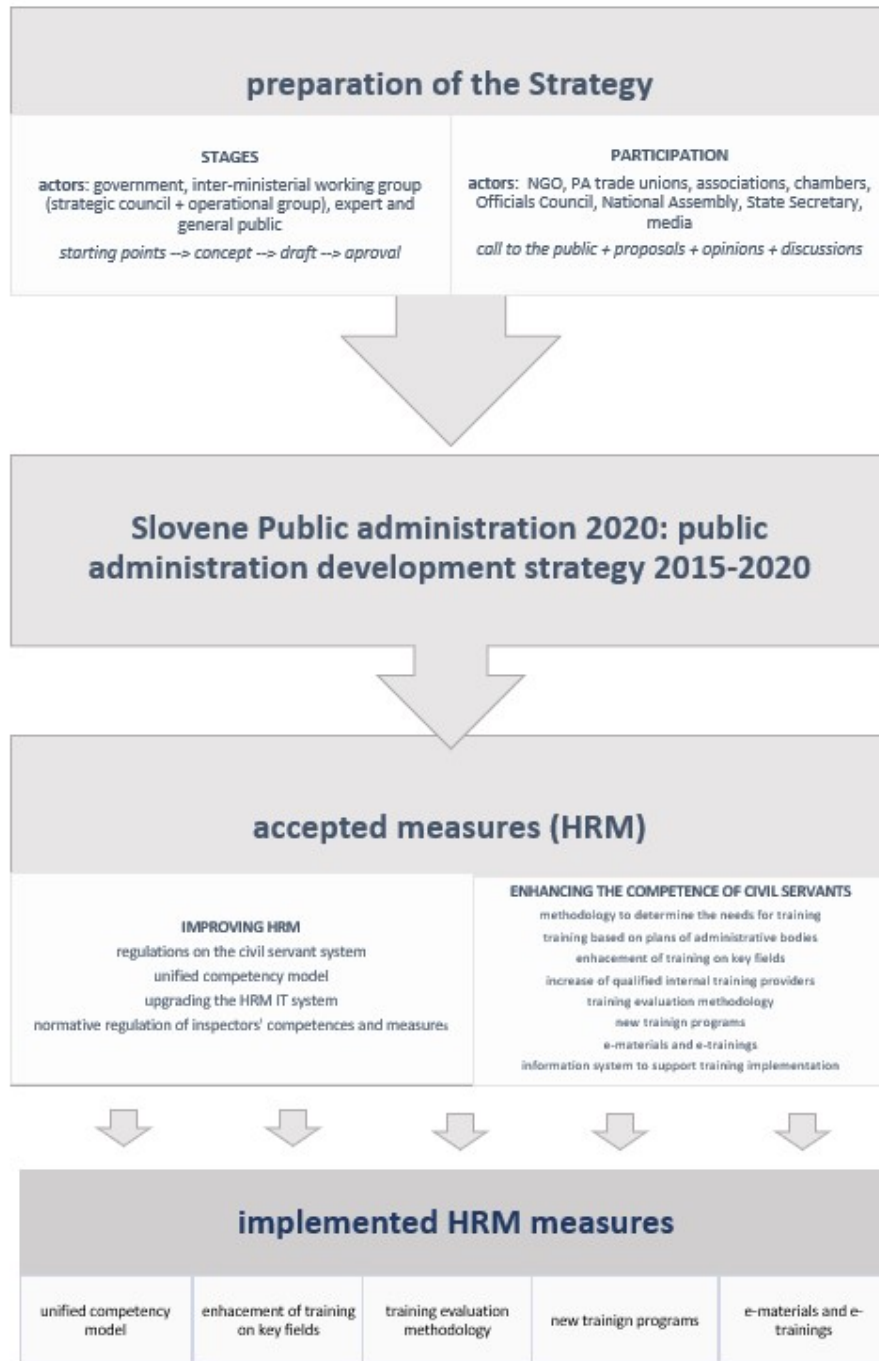 preparation of the Strategy
STAGES
actors: government, inter-ministerial working group
(strategic council + operational group), expert and
general public
starting points --> concept --> draft --> aproval
PARTICIPATION
actors: NGO, PA trade unions, associations, chambers,
Officials Council, National Assembly, State Secretary,
media
call to the public + proposals + opinions + discussions
Slovene Public administration 2020: public
administration development strategy 2015-2020
accepted measures (HRM)
IMPROVING HRM
regulations on the civil servant system
unified competency model
upgrading the HRM IT system
normative regulation of inspectors' competences and measures
ENHANCING THE COMPETENCE OF CIVIL SERVANTS
methodology to determine the needs for training
training based on plans of administrative bodies
enhacement of training on key fields
increase of qualified internal training providers
training evaluation methodology
new trainign programs
e-materials and e-trainings
information system to support training implementation
implemented HRM measures
unified competency
model
enhacement of training
on key fields
training evaluation
methodology
new trainign programs
e-materials and e-
trainings